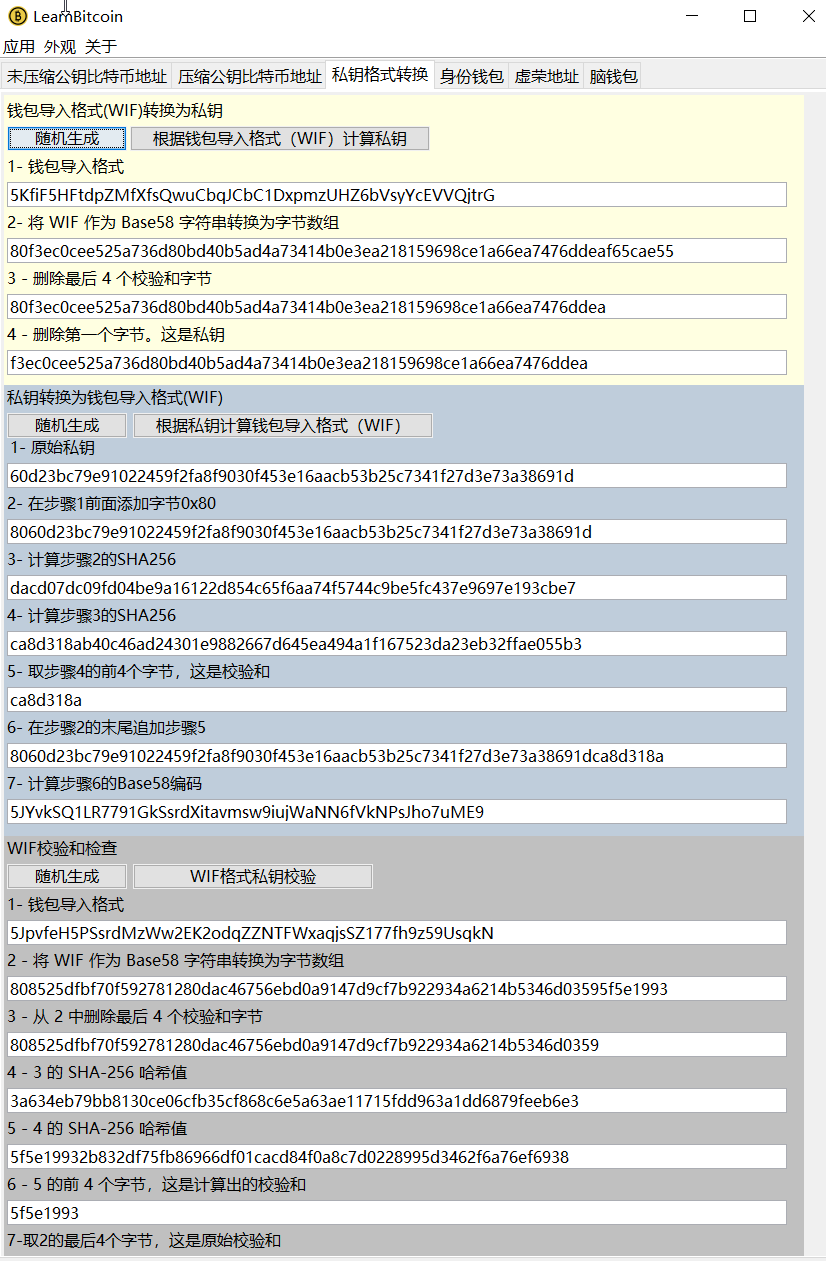 LearnBitcoin
应用 外观 关于
未压缩公钥比特币地址 压缩公钥比特币地址 私钥格式转换 身份钱包 虚荣地址 脑钱包
钱包导入格式(WIF)转换为私钥
随机生成 根据钱包导入格式（WIF）计算私钥
1- 钱包导入格式
5KfiF5HFtdpZMfXfsQwuCbqJCbC1DxpmzUHZ6bVsyYcEVVQjtrG
2- 将 WIF 作为 Base58 字符串转换为字节数组
80f3ec0cee525a736d80bd40b5ad4a73414b0e3ea218159698ce1a66ea7476ddeaf65cae55
3 - 删除最后 4 个校验和字节
80f3ec0cee525a736d80bd40b5ad4a73414b0e3ea218159698ce1a66ea7476ddea
4 - 删除第一个字节。这是私钥
f3ec0cee525a736d80bd40b5ad4a73414b0e3ea218159698ce1a66ea7476ddea
私钥转换为钱包导入格式(WIF)
随机生成 根据私钥计算钱包导入格式（WIF）
1- 原始私钥
60d23bc79e91022459f2fa8f9030f453e16aacb53b25c7341f27d3e73a38691d
2- 在步骤1前面添加字节0x80
8060d23bc79e91022459f2fa8f9030f453e16aacb53b25c7341f27d3e73a38691d
3- 计算步骤2的SHA256
dacd07dc09fd04be9a16122d854c65f6aa74f5744c9be5fc437e9697e193cbe7
4- 计算步骤3的SHA256
ca8d318ab40c46ad24301e9882667d645ea494a1f167523da23eb32ffae055b3
5- 取步骤4的前4个字节，这是校验和
ca8d318a
6- 在步骤2的末尾追加步骤5
8060d23bc79e91022459f2fa8f9030f453e16aacb53b25c7341f27d3e73a38691dca8d318a
7- 计算步骤6的Base58编码
5JYvkSQ1LR7791GkSsrdXitavmsw9iujWaNN6fVkNPsJho7uME9
WIF校验和检查
随机生成 WIF格式私钥校验
1- 钱包导入格式
5JpvfeH5PSsrdMzWw2EK2odqZZNTFWxaqjsSZ177fh9z59UsqkN
2 - 将 WIF 作为 Base58 字符串转换为字节数组
808525dfbf70f592781280dac46756ebd0a9147d9cf7b922934a6214b5346d03595f5e1993
3 - 从 2 中删除最后 4 个校验和字节
808525dfbf70f592781280dac46756ebd0a9147d9cf7b922934a6214b5346d0359
4 - 3 的 SHA-256 哈希值
3a634eb79bb8130ce06cfb35cf868c6e5a63ae11715fdd963a1dd6879feeb6e3
5 - 4 的 SHA-256 哈希值
5f5e19932b832df75fb86966df01cacd84f0a8c7d0228995d3462f6a76ef6938
6 - 5 的前 4 个字节，这是计算出的校验和
5f5e1993
7-取2的最后4个字节，这是原始校验和